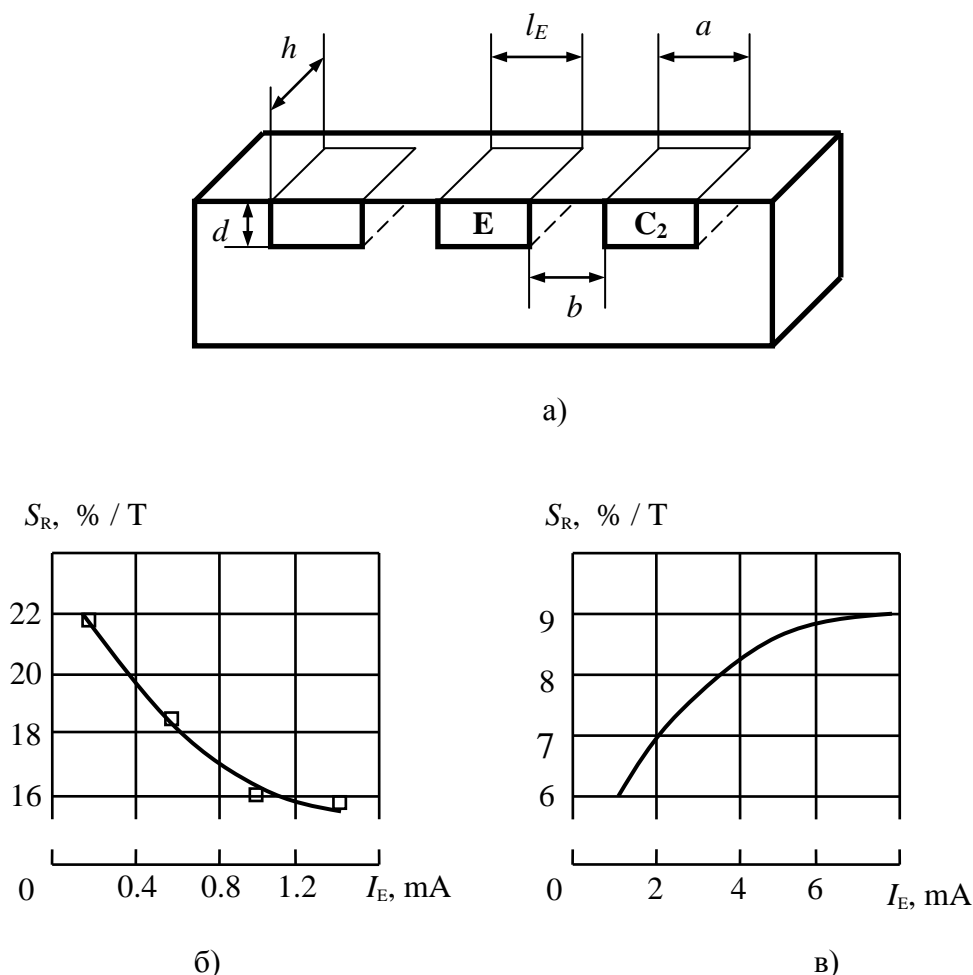 h
l_E
a
d
E
C₂
b
а)
S_R, % / T
22
20
18
16
0 0.4 0.8 1.2 I_E, mA
б)
S_R, % / T
9
8
7
6
0 2 4 6 I_E, mA
в)